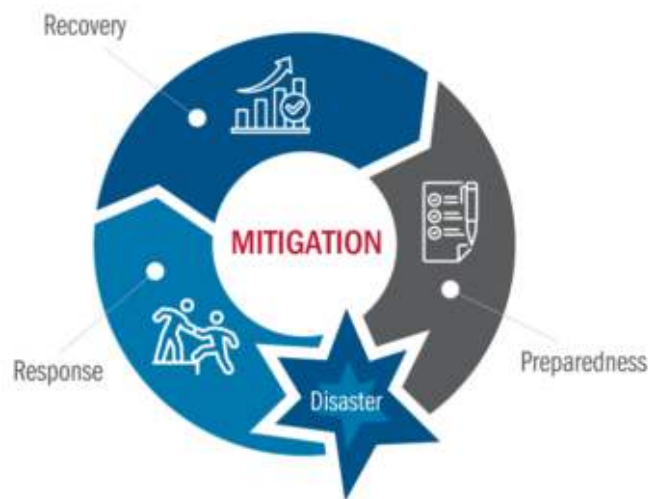 Recovery
MITIGATION
Response
Preparedness
Disaster